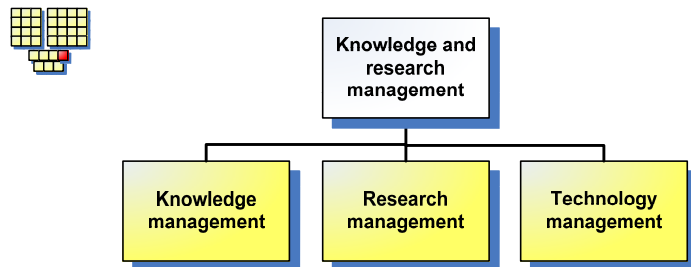 Knowledge and
research
management
Knowledge
management
Research
management
Technology
management